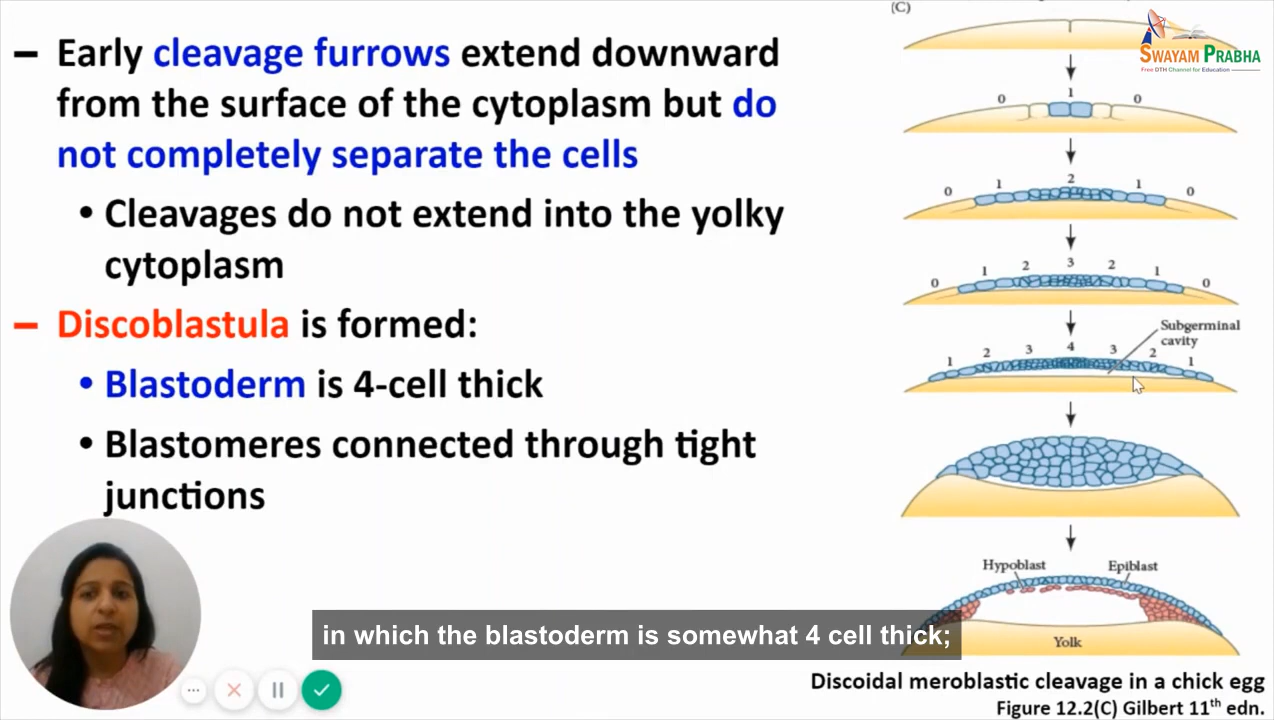 (C)
SWAYAM PRABHA
Free DTH Channel for Education
– Early cleavage furrows extend downward
from the surface of the cytoplasm but do
not completely separate the cells
• Cleavages do not extend into the yolky
cytoplasm
– Discoblastula is formed:
• Blastoderm is 4-cell thick
• Blastomeres connected through tight
junctions
0 1 0
0 1 2 1 0
0 1 2 3 2 1 0
Subgerminal
cavity
1 2 3 4 3 2 1
Hypoblast Epiblast
Yolk
in which the blastoderm is somewhat 4 cell thick;
Discoidal meroblastic cleavage in a chick egg
Figure 12.2(C) Gilbert 11th edn.